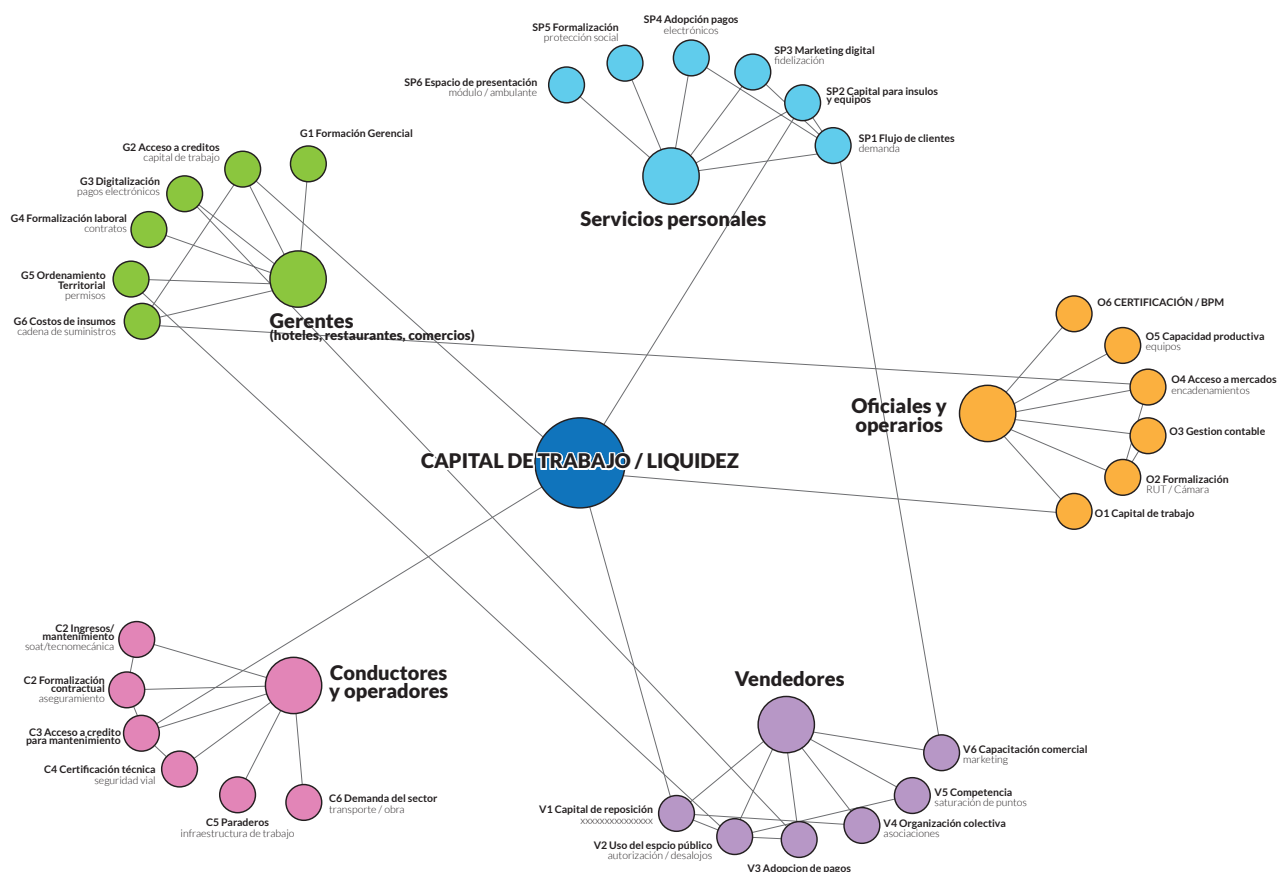 SP4 Adopción pagos
electrónicos
SP5 Formalización
protección social
SP3 Marketing digital
fidelización
SP6 Espacio de presentación
módulo / ambulante
SP2 Capital para insulos
y equipos
SP1 Flujo de clientes
demanda
Servicios personales
G1 Formación Gerencial
G2 Acceso a creditos
capital de trabajo
G3 Digitalización
pagos electrónicos
G4 Formalización laboral
contratos
G5 Ordenamiento
Territorial
permisos
G6 Costos de insumos
cadena de suministros
Gerentes
(hoteles, restaurantes, comercios)
O6 CERTIFICACIÓN / BPM
O5 Capacidad productiva
equipos
O4 Acceso a mercados
encadenamientos
O3 Gestion contable
O2 Formalización
RUT / Cámara
O1 Capital de trabajo
Oficiales y
operarios
CAPITAL DE TRABAJO / LIQUIDEZ
C2 Ingresos/
mantenimiento
soat/tecnomecánica
C2 Formalización
contractual
aseguramiento
C3 Acceso a credito
para mantenimiento
C4 Certificación técnica
seguridad vial
C5 Paraderos
infraestructura de trabajo
C6 Demanda del sector
transporte / obra
Conductores
y operadores
Vendedores
V6 Capacitación comercial
marketing
V5 Competencia
saturación de puntos
V4 Organización colectiva
asociaciones
V1 Capital de reposición
xxxxxxxxxxxxxx
V2 Uso del espcio público
autorización / desalojos
V3 Adopcion de pagos